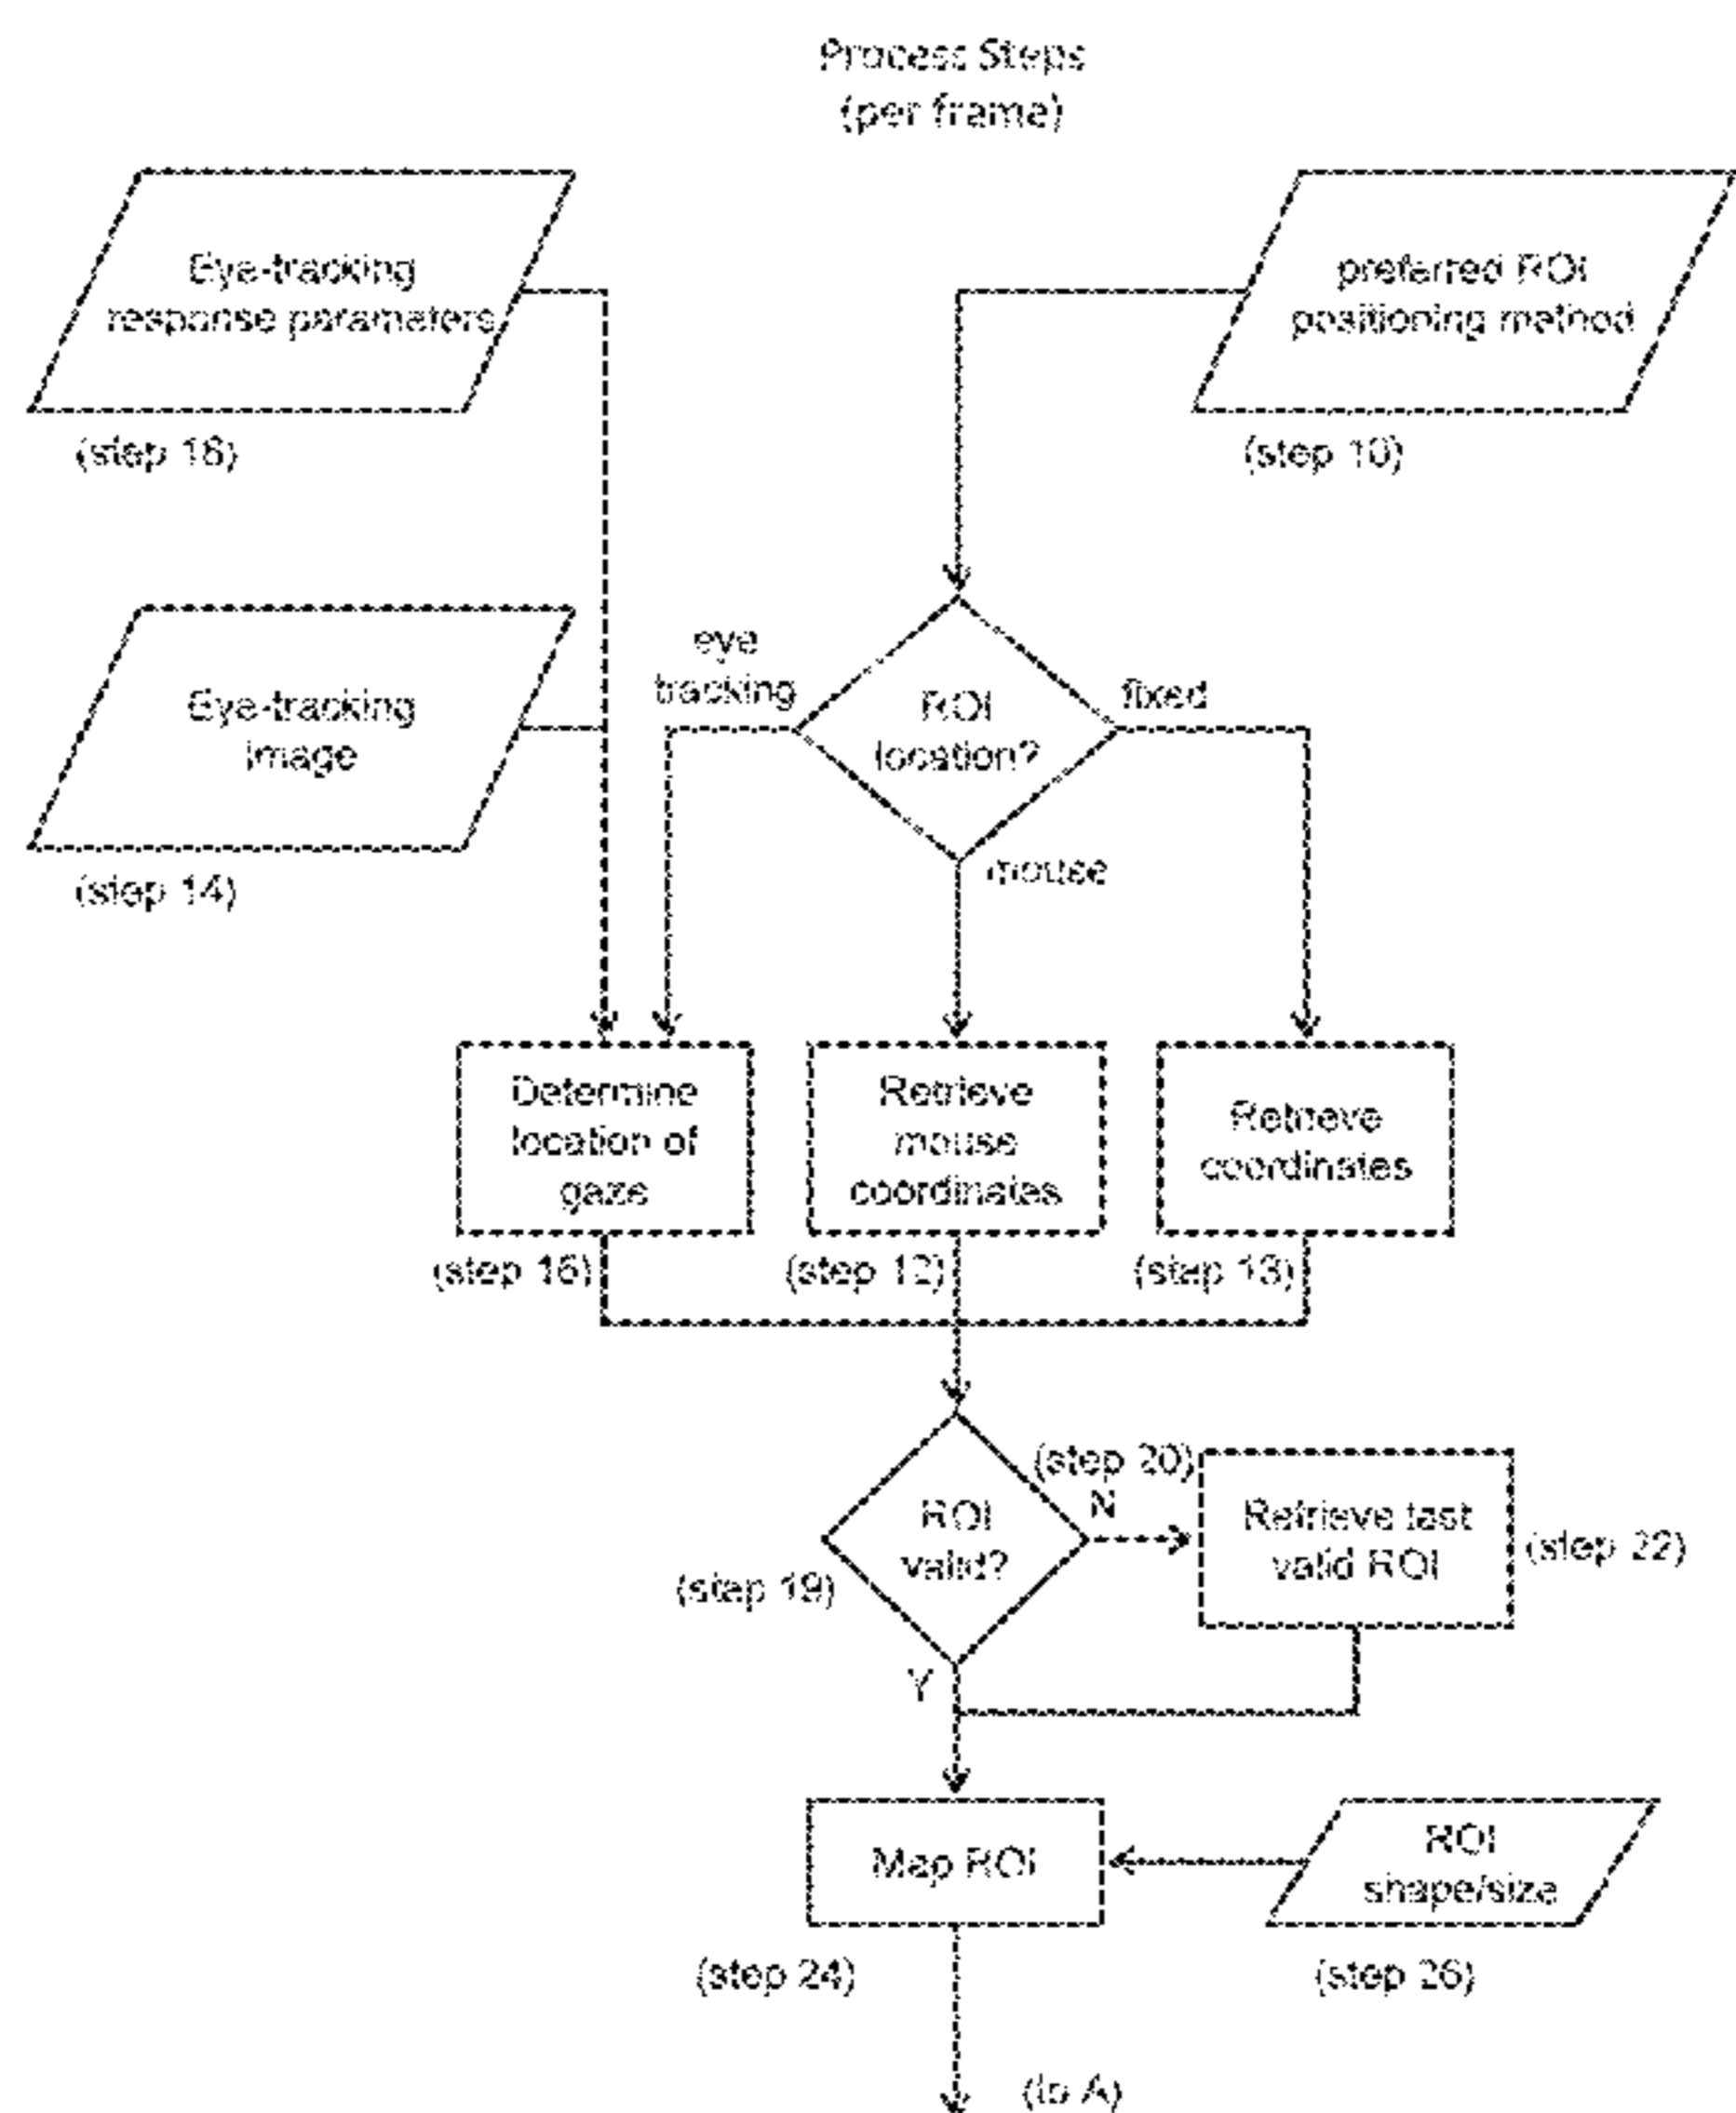 Process Steps
(per frame)
Eye-tracking
response parameters
(step 18)
preferred ROI
positioning method
(step 10)
Eye-tracking
image
(step 14)
eye
tracking
ROI
location?
fixed
mouse
Determine
location of
gaze
(step 16)
Retrieve
mouse
coordinates
(step 12)
Retrieve
coordinates
(step 13)
ROI
valid?
(step 19)
(step 20)
N
Retrieve last
valid ROI
(step 22)
Y
Map ROI
(step 24)
ROI
shape/size
(step 26)
(to A)